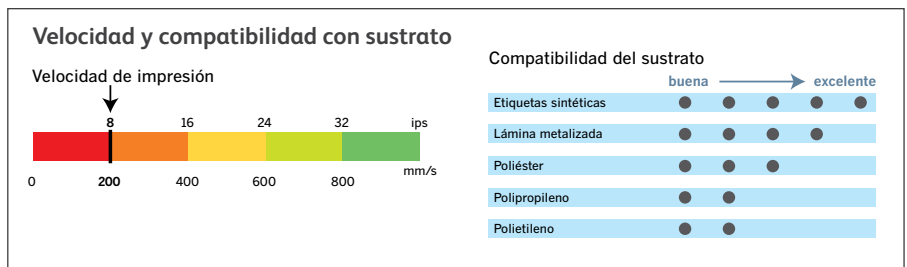 Velocidad y compatibilidad con sustrato
Velocidad de impresión
8 16 24 32 ips
mm/s
0 200 400 600 800
Compatibilidad del sustrato
buena excelente
Etiquetas sintéticas
Lámina metalizada
Poliéster
Polipropileno
Polietileno